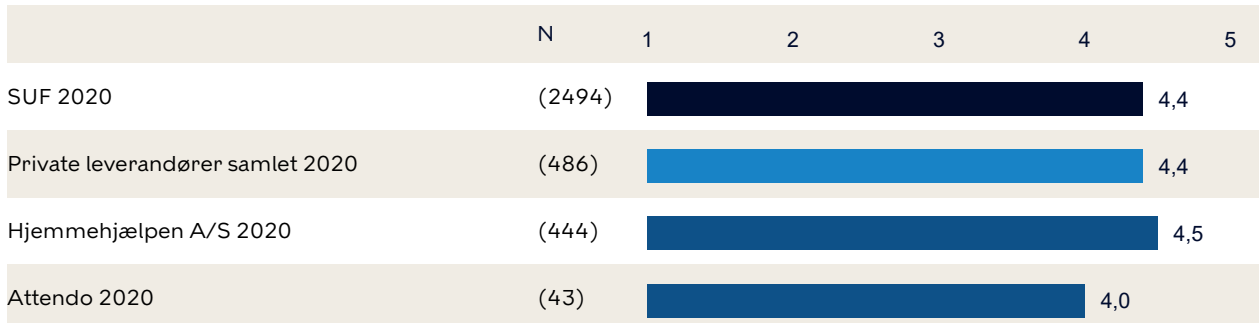 N 1 2 3 4 5
SUF 2020 (2494) 4,4
Private leverandører samlet 2020 (486) 4,4
Hjemmehjælpen A/S 2020 (444) 4,5
Attendo 2020 (43) 4,0